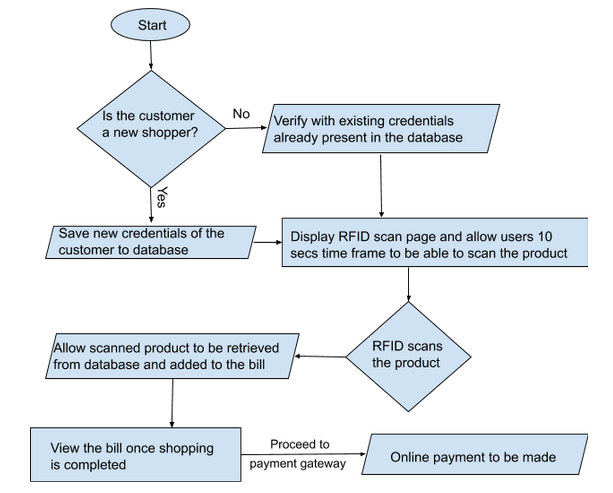 Start
Is the customer
a new shopper?
No
Verify with existing credentials
already present in the database
Yes
Save new credentials of the
customer to database
Display RFID scan page and allow users 10
secs time frame to be able to scan the product
RFID scans
the product
Allow scanned product to be retrieved
from database and added to the bill
View the bill once shopping
is completed
Proceed to
payment gateway
Online payment to be made